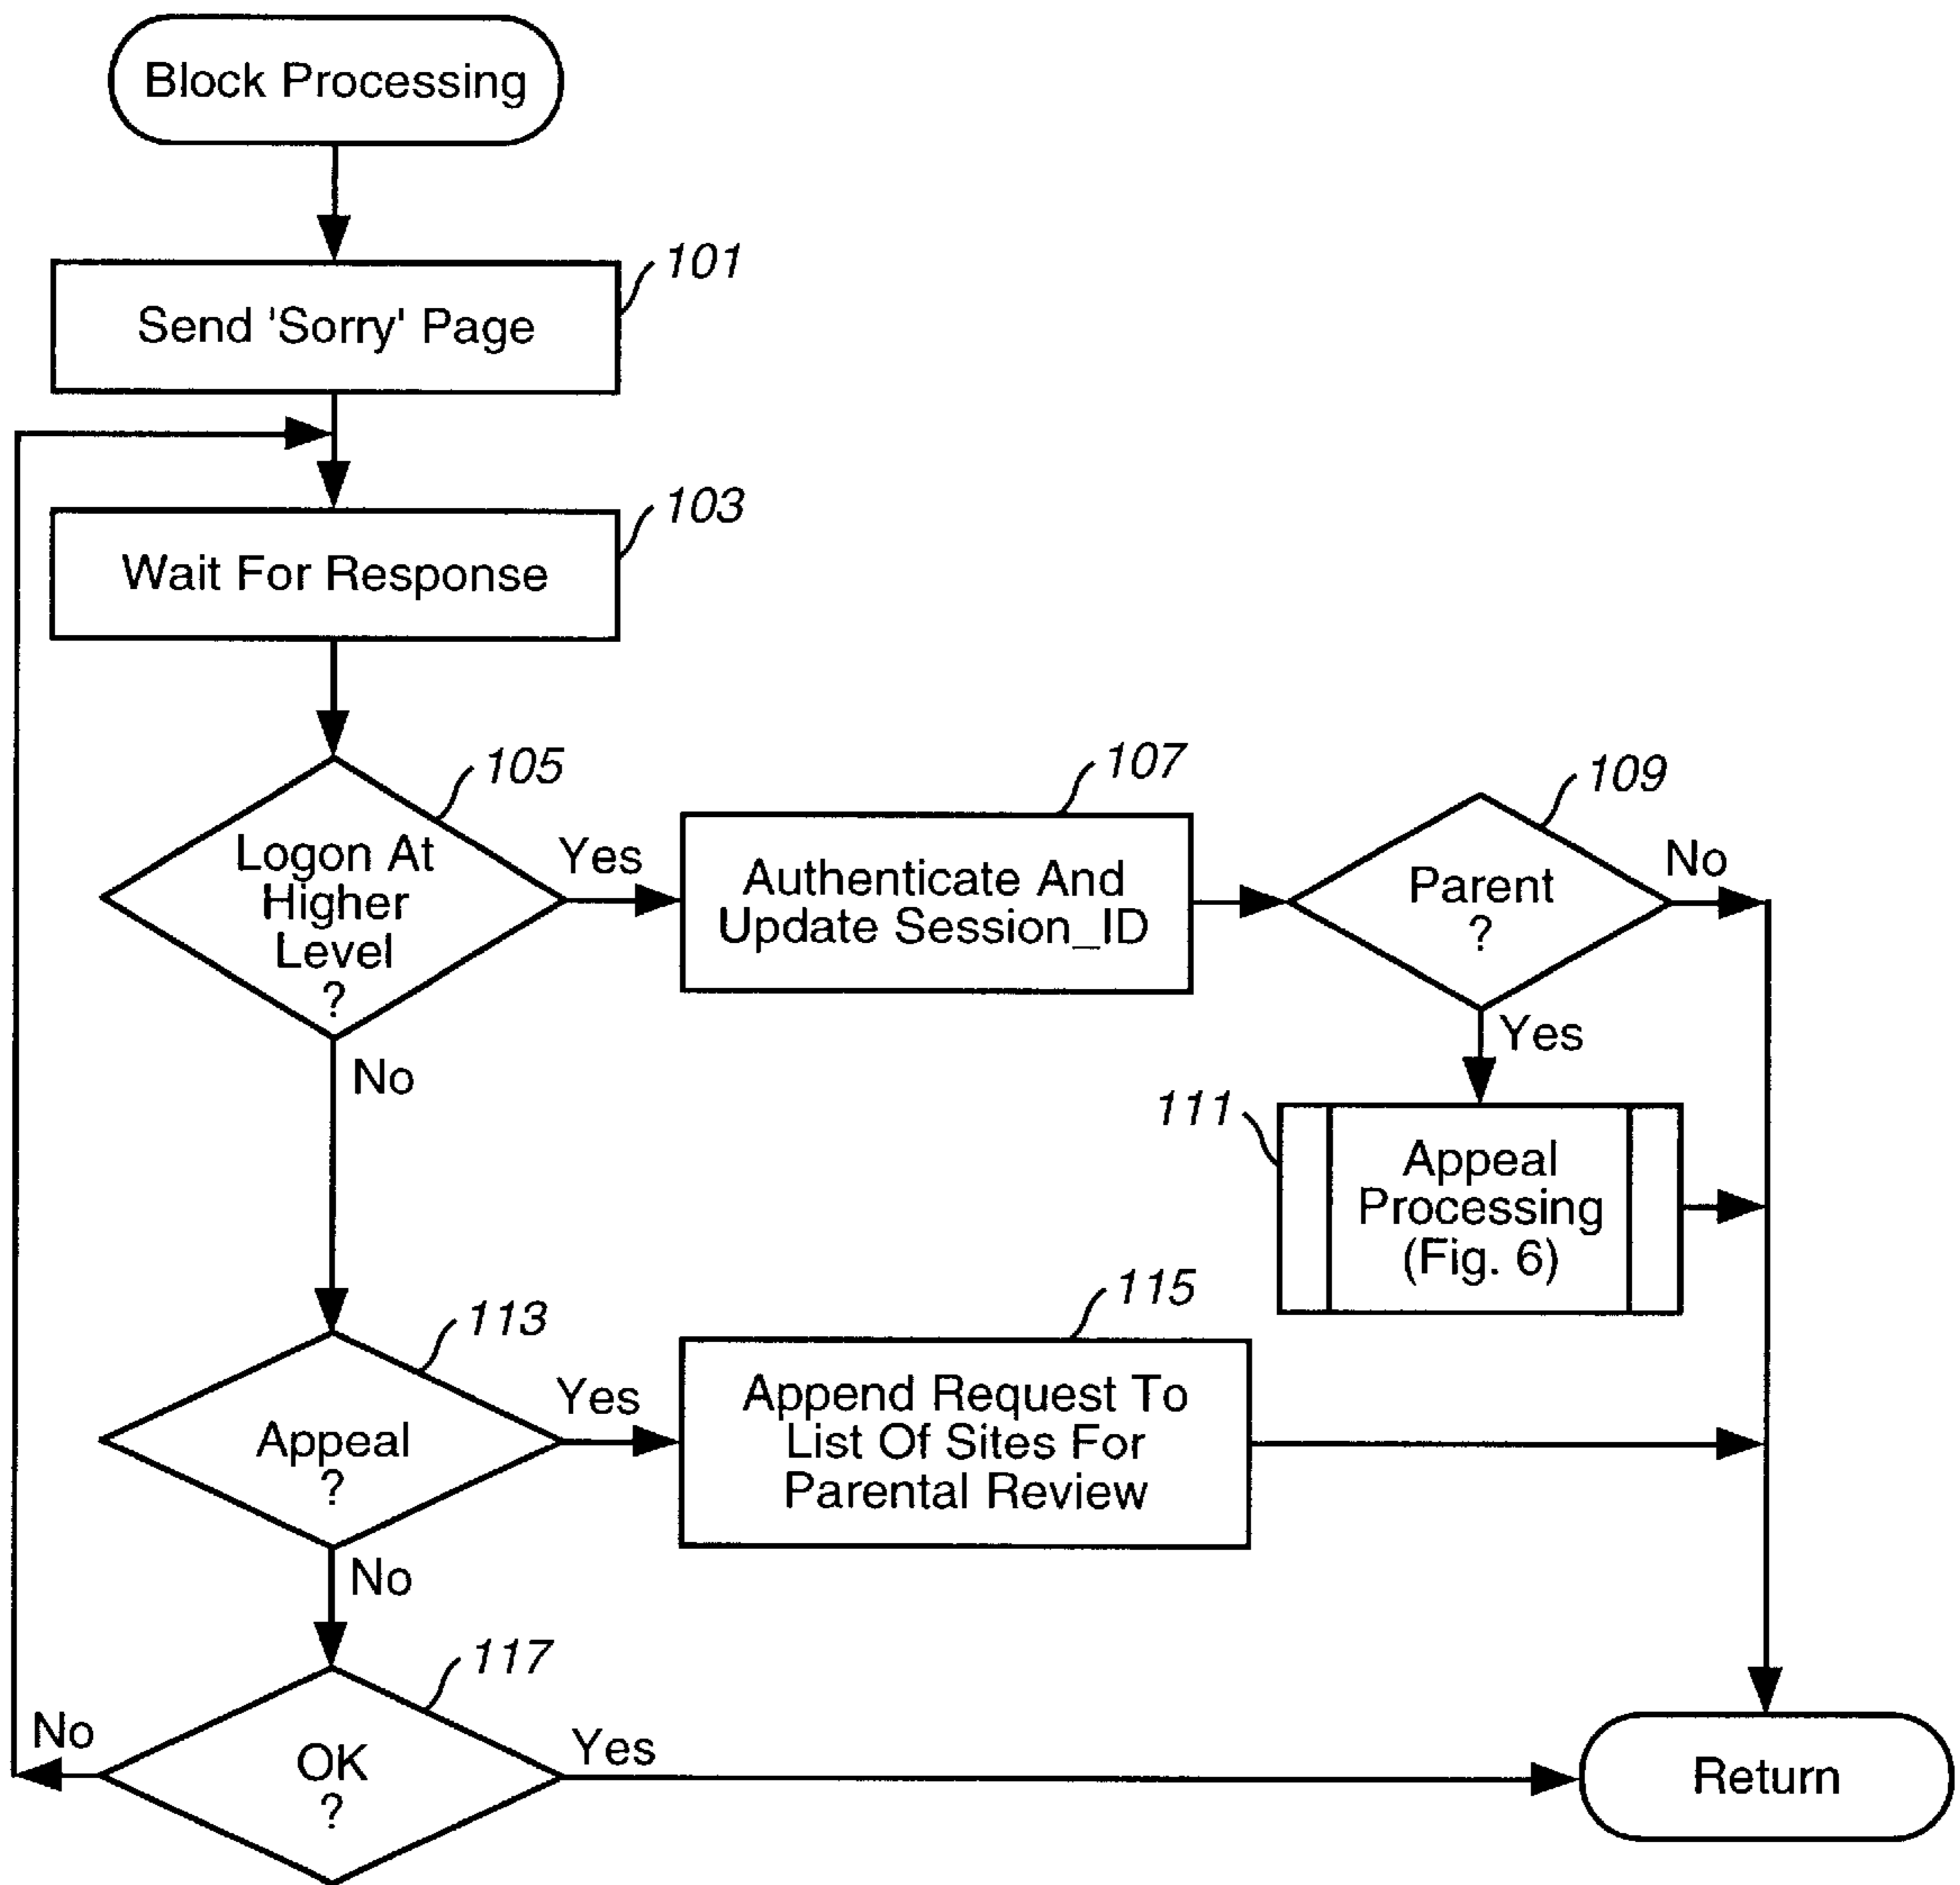 Block Processing
101
Send 'Sorry' Page
103
Wait For Response
105
Logon At
Higher
Level
?
Yes
107
Authenticate And
Update Session_ID
109
Parent
?
No
Yes
111
Appeal
Processing
(Fig. 6)
No
113
Appeal
?
Yes
115
Append Request To
List Of Sites For
Parental Review
No
117
OK
?
No
Yes
Return